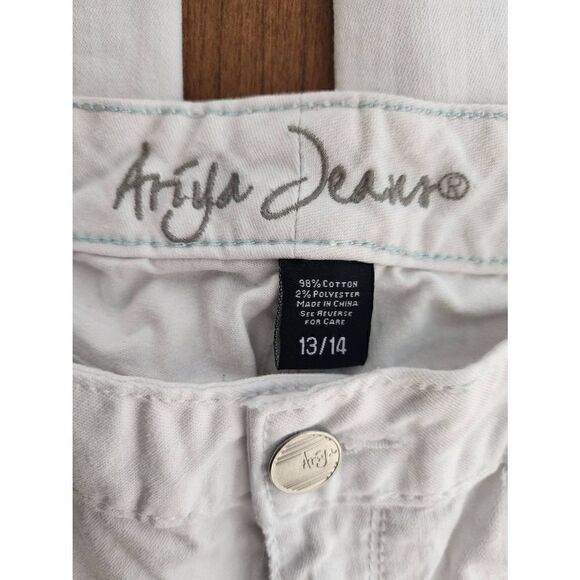 Ariya Jeans®
98% COTTON
2% POLYESTER
MADE IN CHINA
SEE REVERSE
FOR CARE
13/14
Ariya